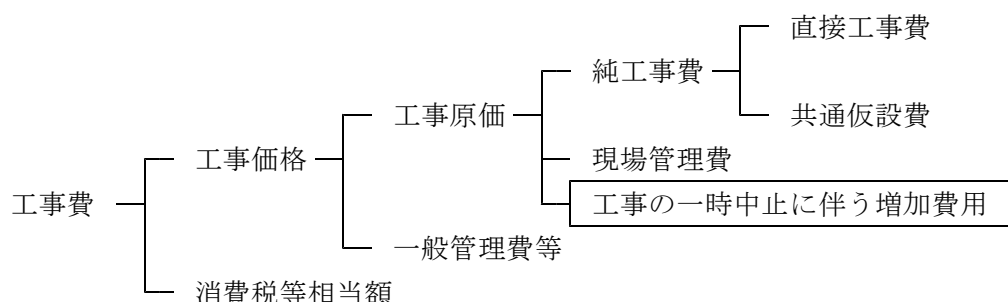 直接工事費
純工事費
共通仮設費
工事原価
現場管理費
工事価格
工事の一時中止に伴う増加費用
工事費
一般管理費等
消費税等相当額